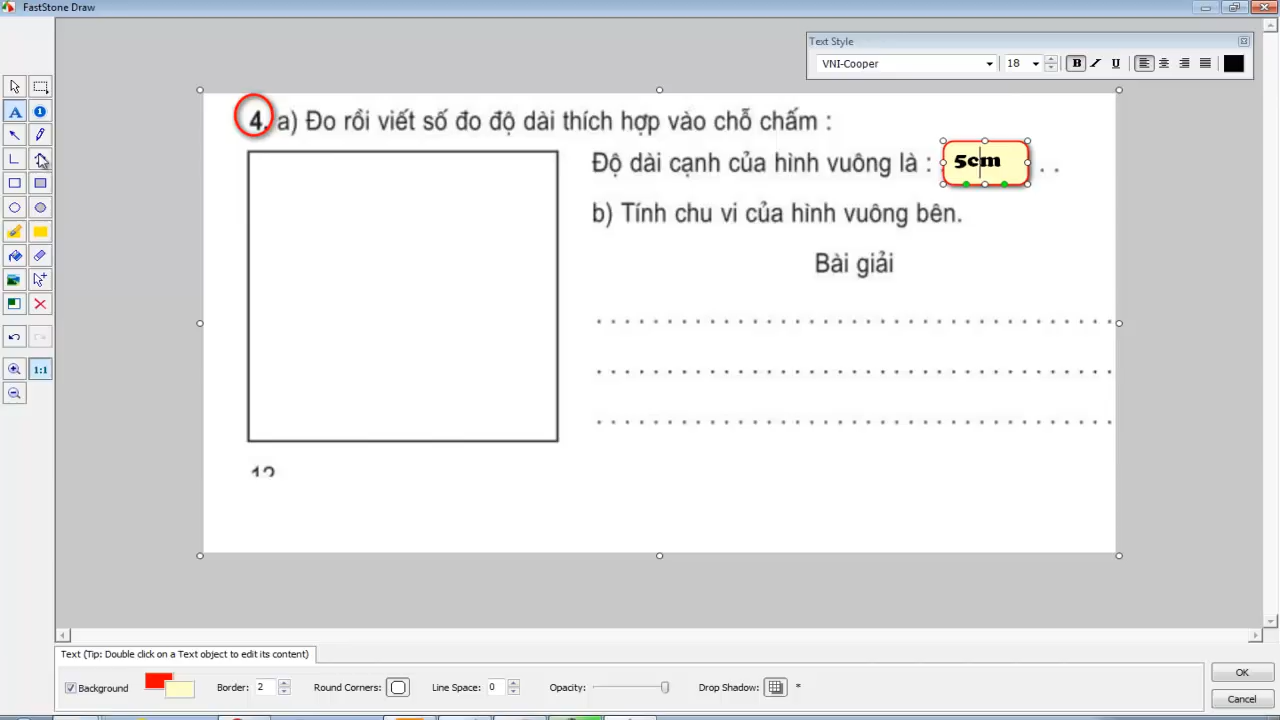 FastStone Draw
Text Style
VNI-Cooper 18 B I U
4. a) Đo rồi viết số đo độ dài thích hợp vào chỗ chấm :
Độ dài cạnh của hình vuông là : 5cm . .
b) Tính chu vi của hình vuông bên.
Bài giải
. . . . . . . . . . . . . . . . . . . . . . . . . . . . . . . . . . . . .
. . . . . . . . . . . . . . . . . . . . . . . . . . . . . . . . . . . . .
. . . . . . . . . . . . . . . . . . . . . . . . . . . . . . . . . . . . .
A
1
1:1
Text (Tip: Double click on a Text object to edit its content)
Background Border: 2 Round Corners: Line Space: 0 Opacity: Drop Shadow: *
OK
Cancel